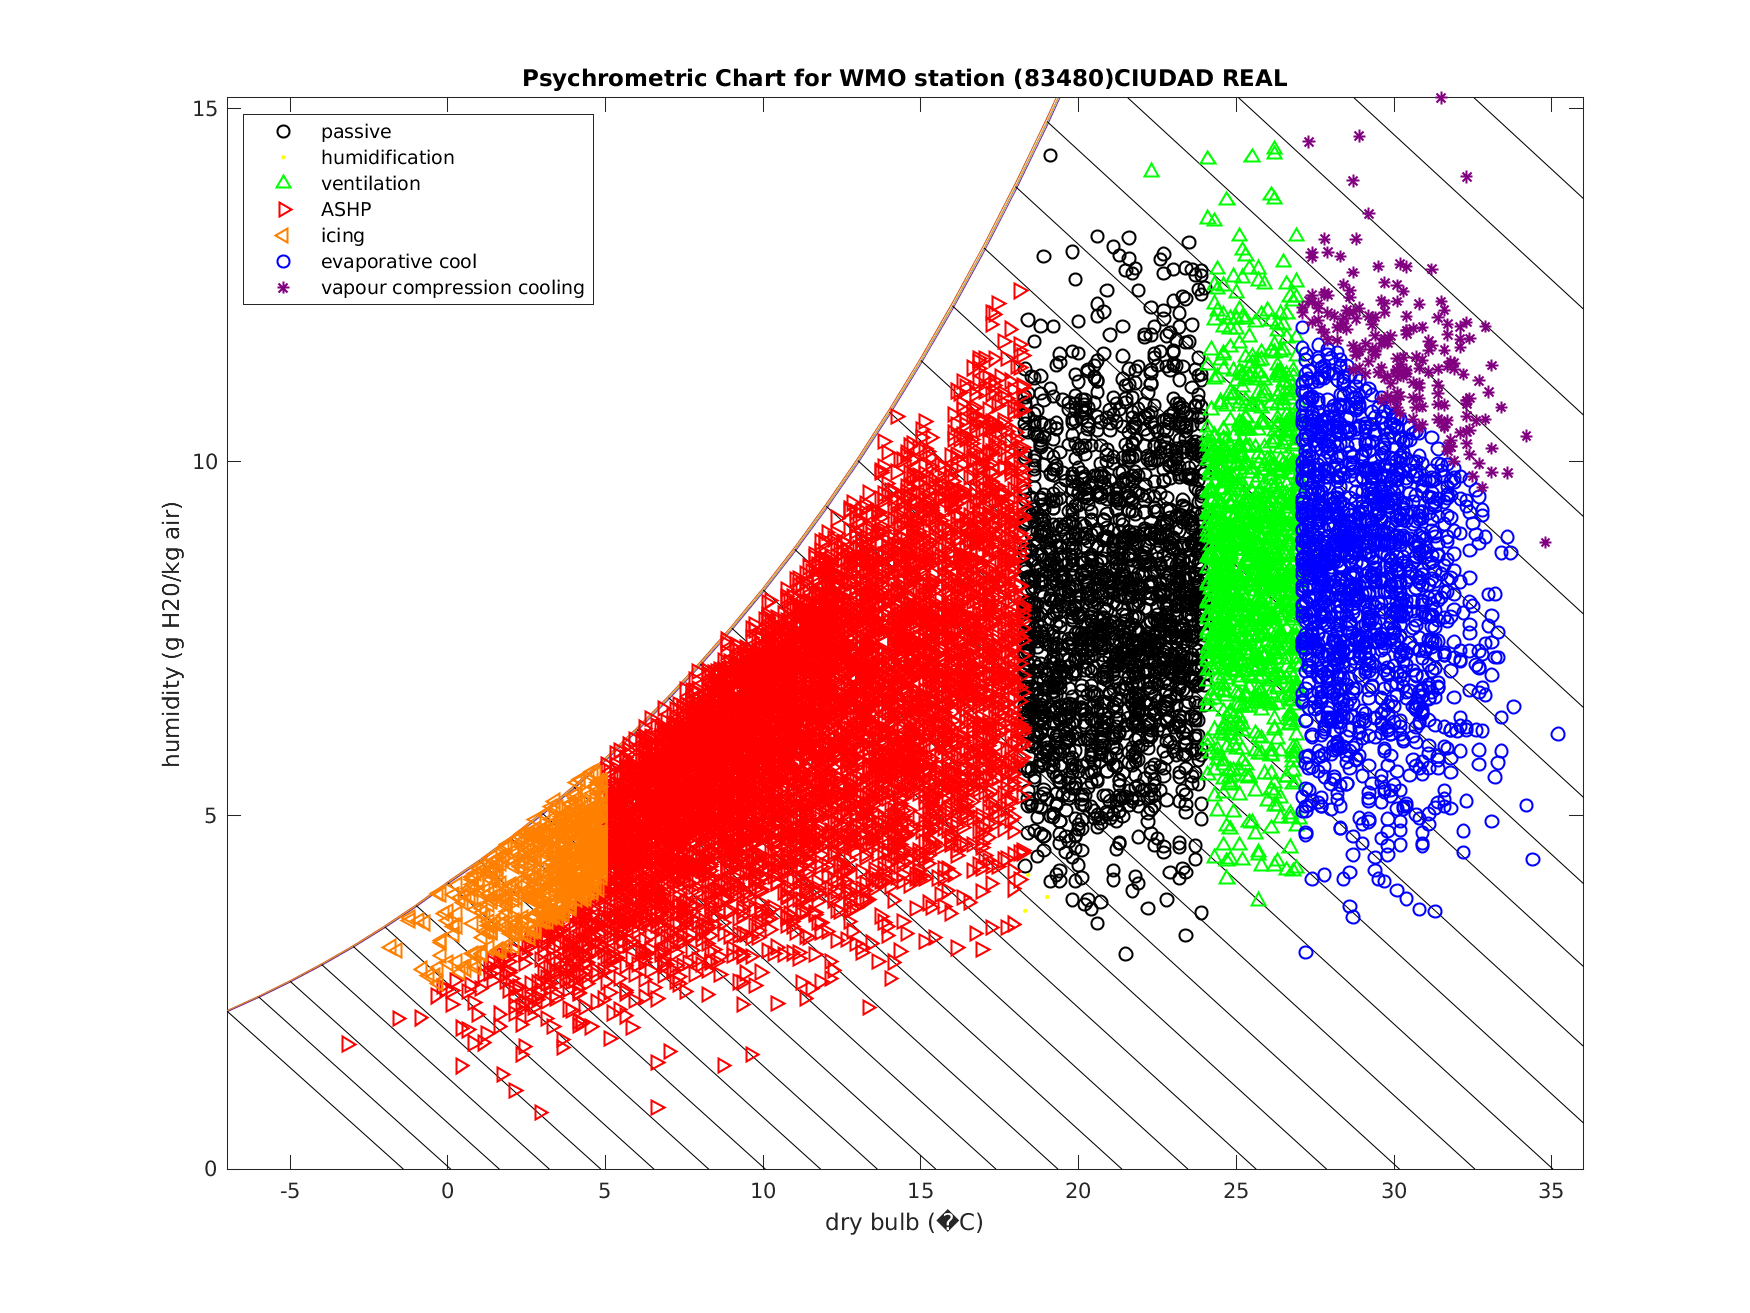 Psychrometric Chart for WMO station (83480)CIUDAD REAL
15
10
5
0
humidity (g H20/kg air)
passive
humidification
ventilation
ASHP
icing
evaporative cool
vapour compression cooling
-5 0 5 10 15 20 25 30 35
dry bulb (�C)